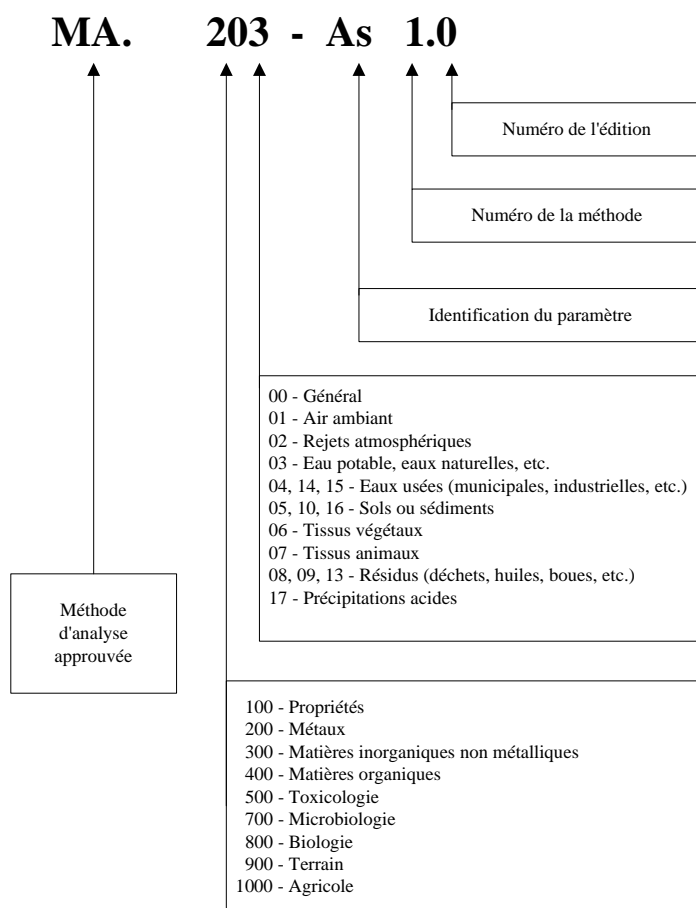 MA. 203 - As 1.0
Numéro de l'édition
Numéro de la méthode
Identification du paramètre
00 - Général
01 - Air ambiant
02 - Rejets atmosphériques
03 - Eau potable, eaux naturelles, etc.
04, 14, 15 - Eaux usées (municipales, industrielles, etc.)
05, 10, 16 - Sols ou sédiments
06 - Tissus végétaux
07 - Tissus animaux
08, 09, 13 - Résidus (déchets, huiles, boues, etc.)
17 - Précipitations acides
Méthode
d'analyse
approuvée
100 - Propriétés
200 - Métaux
300 - Matières inorganiques non métalliques
400 - Matières organiques
500 - Toxicologie
700 - Microbiologie
800 - Biologie
900 - Terrain
1000 - Agricole